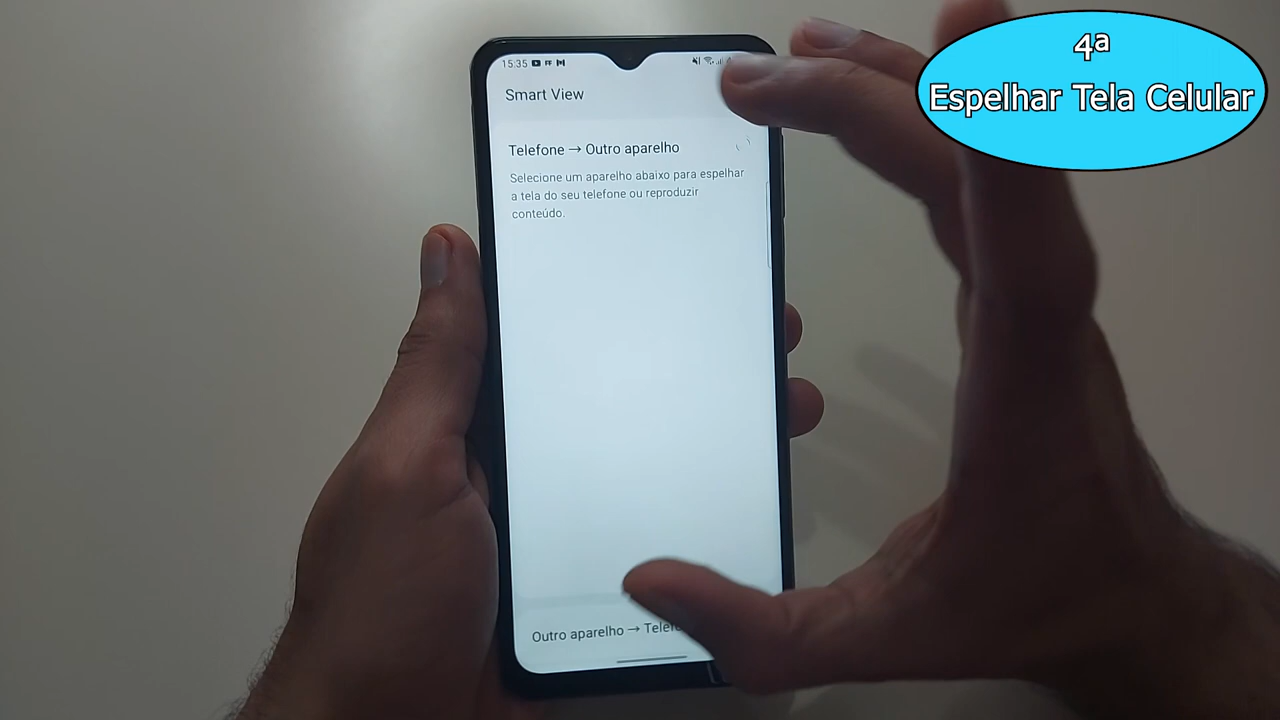 4ª
Espelhar Tela Celular
15:35
Smart View
Telefone → Outro aparelho
Selecione um aparelho abaixo para espelhar
a tela do seu telefone ou reproduzir
conteúdo.
Outro aparelho →